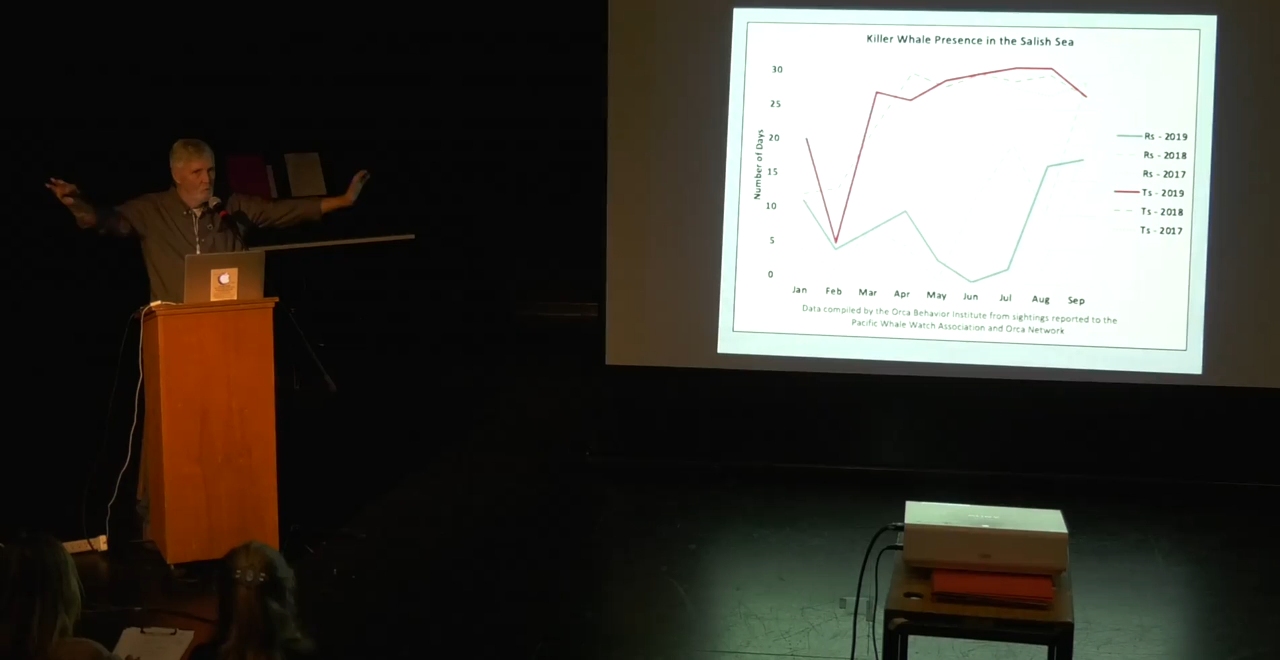 Killer Whale Presence in the Salish Sea
30
25
20
15
10
5
0
Number of Days
Jan Feb Mar Apr May Jun Jul Aug Sep
Rs - 2019
Rs - 2018
Rs - 2017
Ts - 2019
Ts - 2018
Ts - 2017
Data compiled by the Orca Behavior Institute from sightings reported to the
Pacific Whale Watch Association and Orca Network